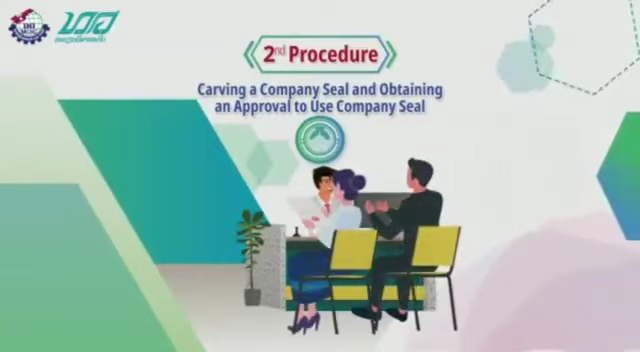 2nd Procedure
Carving a Company Seal and Obtaining
an Approval to Use Company Seal